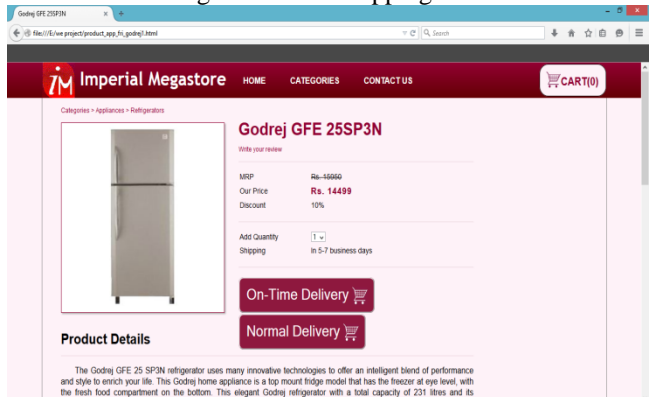 Godrej GFE 25SP3N
file:///E:/we project/product_app_fri_godrej1.html
Search
iM Imperial Megastore HOME CATEGORIES CONTACT US CART(0)
Categories > Appliances > Refrigerators
Godrej GFE 25SP3N
Write your review
MRP Rs. 15050
Our Price Rs. 14499
Discount 10%
Add Quantity 1
Shipping In 5-7 business days
On-Time Delivery
Normal Delivery
Product Details
The Godrej GFE 25 SP3N refrigerator uses many innovative technologies to offer an intelligent blend of performance
and style to enrich your life. This Godrej home appliance is a top mount fridge model that has the freezer at eye level, with
the fresh food compartment on the bottom. This elegant Godrej refrigerator with a total capacity of 231 litres and its